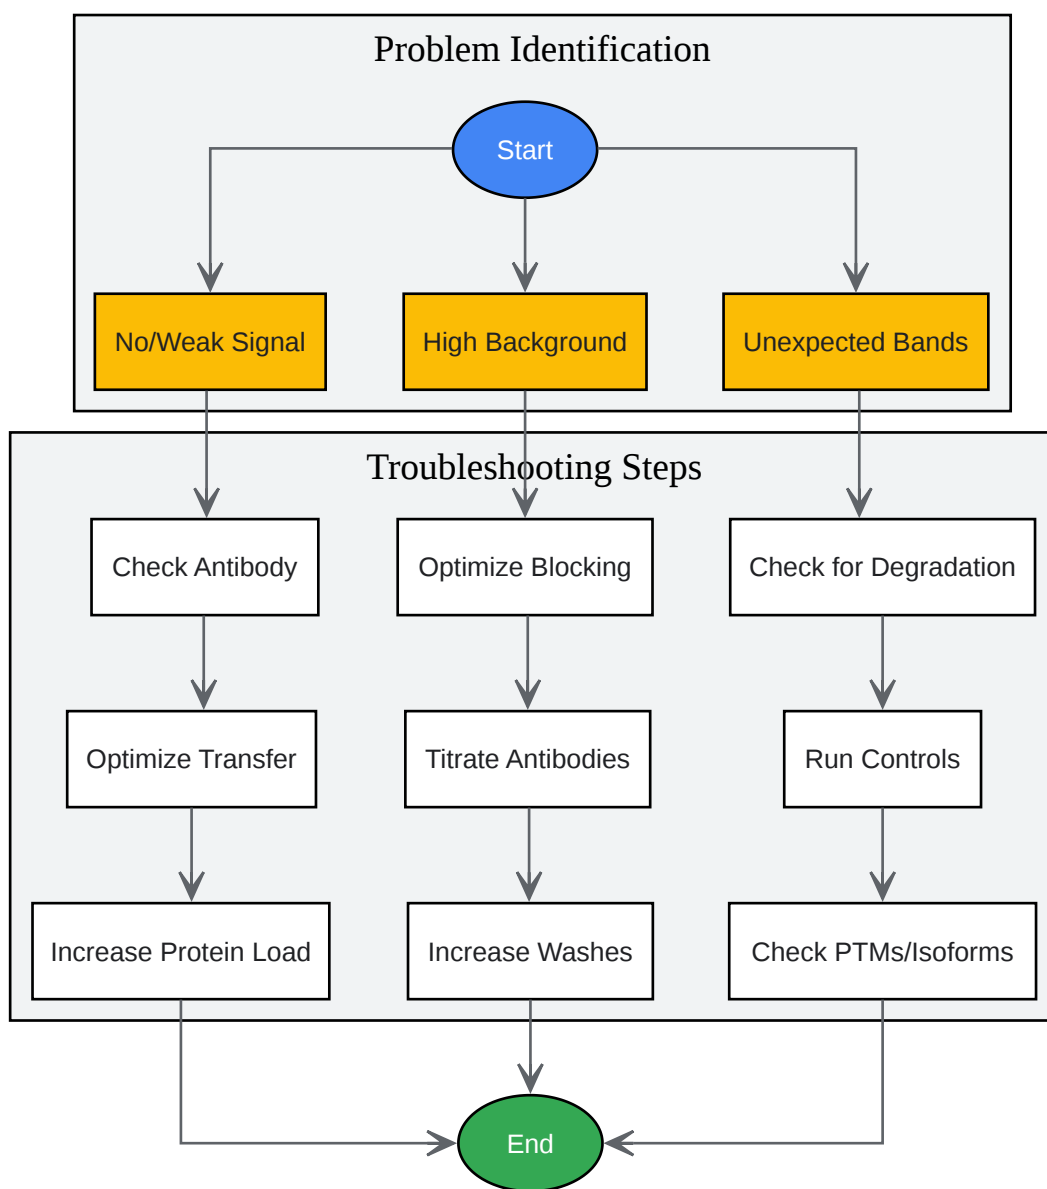 Problem Identification
Start
No/Weak Signal
High Background
Unexpected Bands
Troubleshooting Steps
Check Antibody
Optimize Blocking
Check for Degradation
Optimize Transfer
Titrate Antibodies
Run Controls
Increase Protein Load
Increase Washes
Check PTMs/Isoforms
End